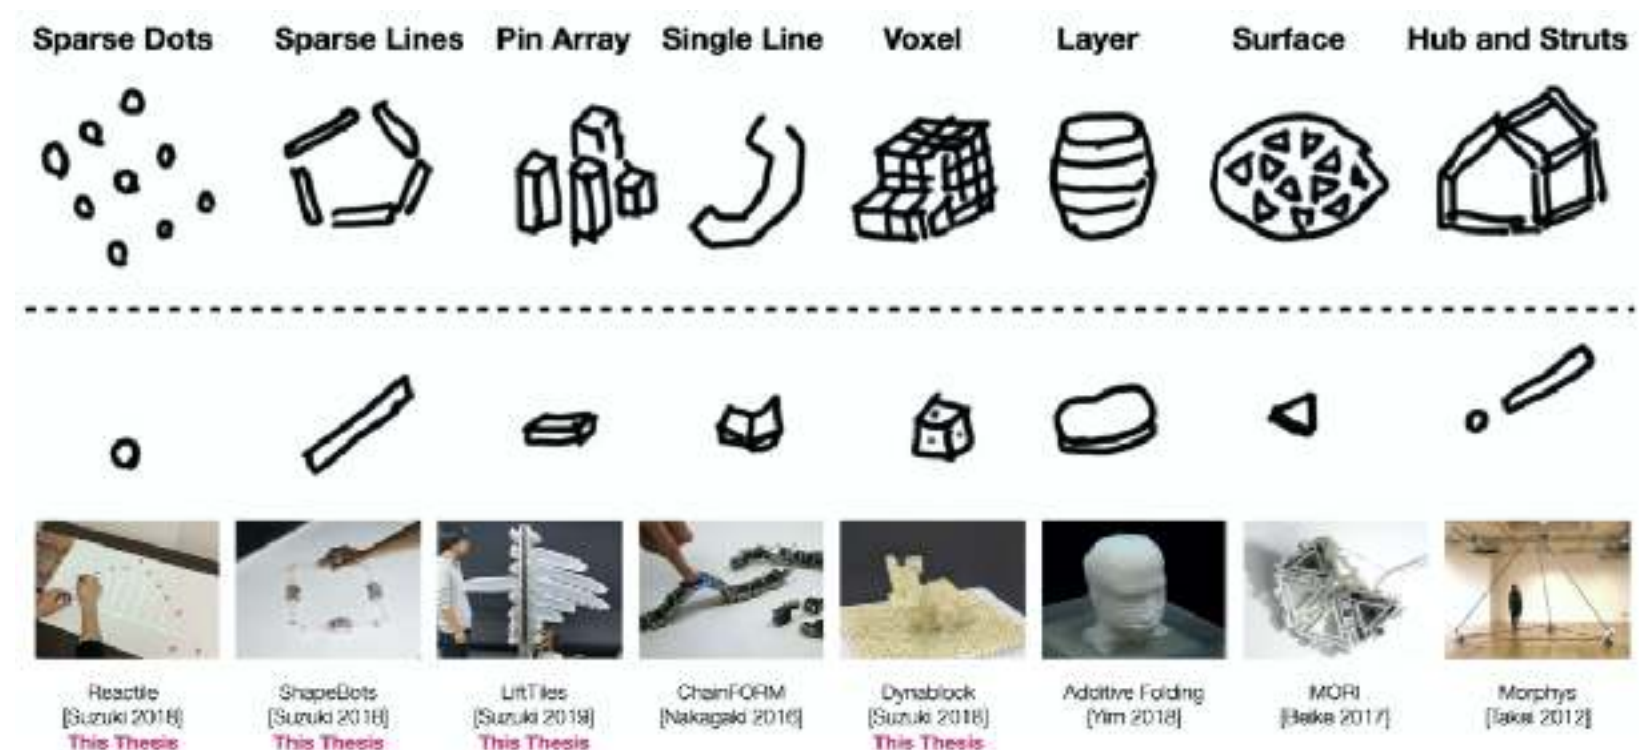 Sparse Dots
Sparse Lines
Pin Array
Single Line
Voxel
Layer
Surface
Hub and Struts
Reactile
[Suzuki 2018]
This Thesis
ShapeBots
[Suzuki 2018]
This Thesis
LiftTiles
[Suzuki 2019]
This Thesis
ChainFORM
[Nakagaki 2016]
Dynablock
[Suzuki 2018]
This Thesis
Additive Folding
[Yim 2018]
MORI
[Belke 2017]
Morphys
[Takei 2012]